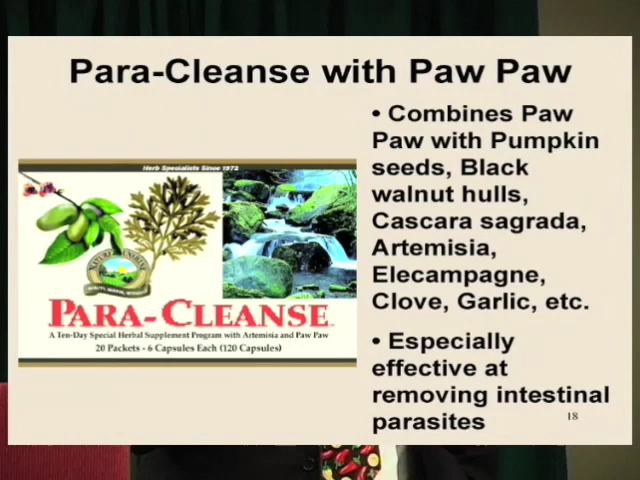 Para-Cleanse with Paw Paw
• Combines Paw
Paw with Pumpkin
seeds, Black
walnut hulls,
Cascara sagrada,
Artemisia,
Elecampagne,
Clove, Garlic, etc.
• Especially
effective at
removing intestinal
parasites
18
Herb Specialists Since 1972
PARA-CLEANSE
A Ten-Day Special Herbal Supplement Program with Artemisia and Paw Paw
20 Packets - 6 Capsules Each (120 Capsules)